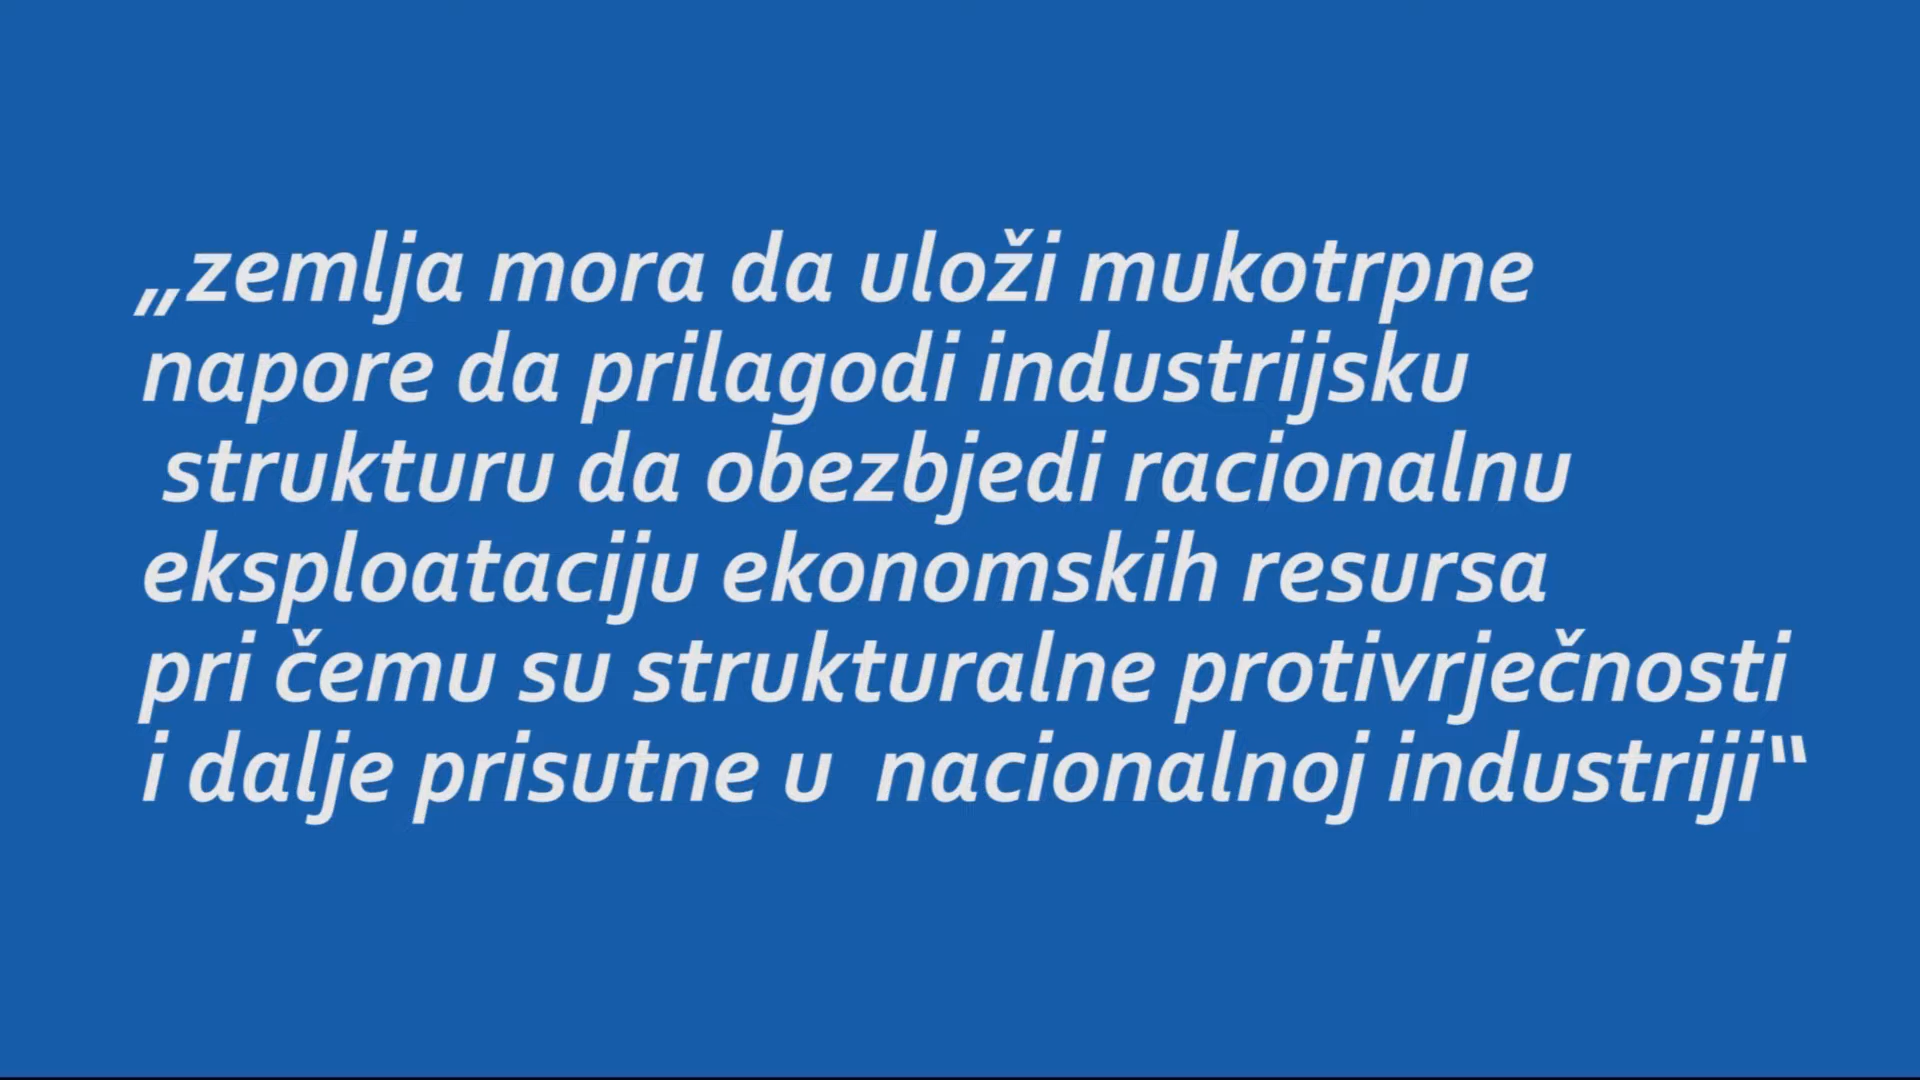 „zemlja mora da uloži mukotrpne
napore da prilagodi industrijsku
strukturu da obezbjedi racionalnu
eksploataciju ekonomskih resursa
pri čemu su strukturalne protivrječnosti
i dalje prisutne u  nacionalnoj industriji“